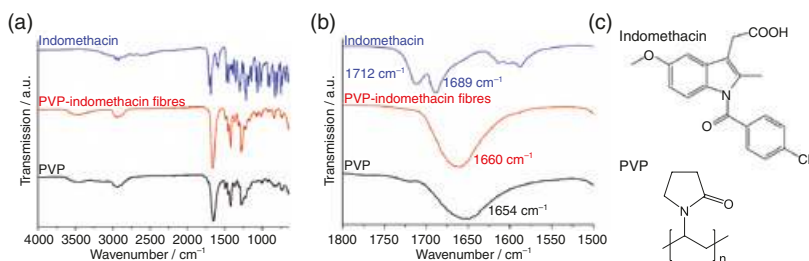 (a)
Indomethacin
PVP-indomethacin fibres
PVP
Transmission / a.u.
4000 3500 3000 2500 2000 1500 1000
Wavenumber / cm⁻¹
(b)
Indomethacin
1712 cm⁻¹
1689 cm⁻¹
PVP-indomethacin fibres
1660 cm⁻¹
PVP
1654 cm⁻¹
Transmission / a.u.
1800 1750 1700 1650 1600 1550 1500
Wavenumber / cm⁻¹
(c)
Indomethacin
COOH
O
N
O
Cl
PVP
N
O
n